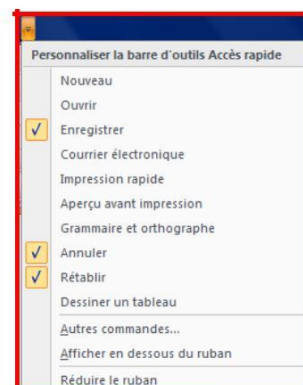 Personnaliser la barre d'outils Accès rapide
Nouveau
Ouvrir
Enregistrer
Courrier électronique
Impression rapide
Aperçu avant impression
Grammaire et orthographe
Annuler
Rétablir
Dessiner un tableau
Autres commandes...
Afficher en dessous du ruban
Réduire le ruban